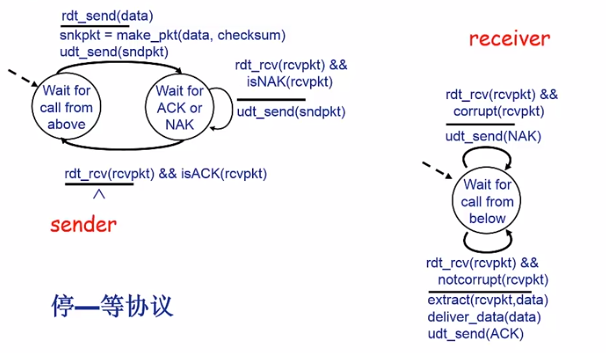 rdt_send(data)
snkpkt = make_pkt(data, checksum)
udt_send(sndpkt)
Wait for
call from
above
Wait for
ACK or
NAK
rdt_rcv(rcvpkt) &&
isNAK(rcvpkt)
udt_send(sndpkt)
rdt_rcv(rcvpkt) && isACK(rcvpkt)
Λ
sender
停—等协议
receiver
rdt_rcv(rcvpkt) &&
corrupt(rcvpkt)
udt_send(NAK)
Wait for
call from
below
rdt_rcv(rcvpkt) &&
notcorrupt(rcvpkt)
extract(rcvpkt,data)
deliver_data(data)
udt_send(ACK)